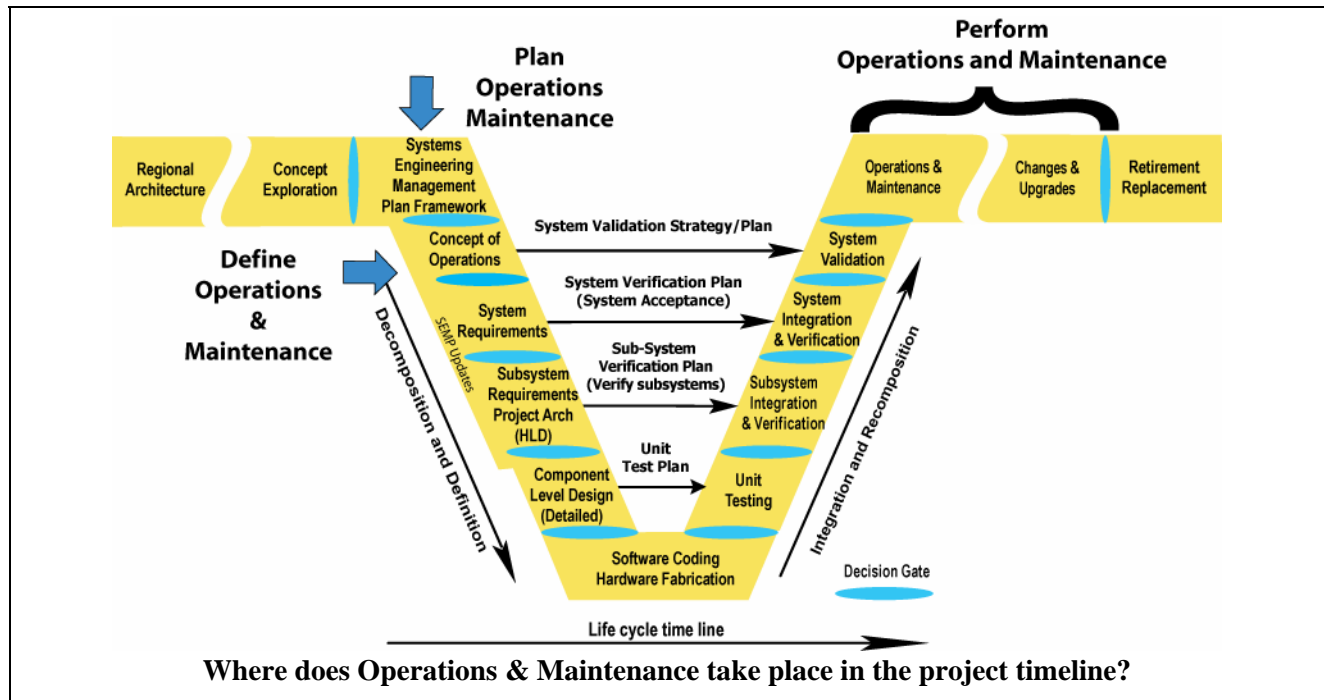 Plan
Operations
Maintenance
Perform
Operations and Maintenance
Regional
Architecture
Concept
Exploration
Systems
Engineering
Management
Plan Framework
Operations &
Maintenance
Changes &
Upgrades
Retirement
Replacement
Define
Operations
&
Maintenance
Concept of
Operations
System Validation Strategy/Plan
System
Validation
System
Requirements
System Verification Plan
(System Acceptance)
System
Integration
& Verification
SEMP Updates
Subsystem
Requirements
Project Arch
(HLD)
Sub-System
Verification Plan
(Verify subsystems)
Subsystem
Integration
& Verification
Decomposition and Definition
Component
Level Design
(Detailed)
Unit
Test Plan
Unit
Testing
Integration and Recomposition
Software Coding
Hardware Fabrication
Decision Gate
Life cycle time line
Where does Operations & Maintenance take place in the project timeline?